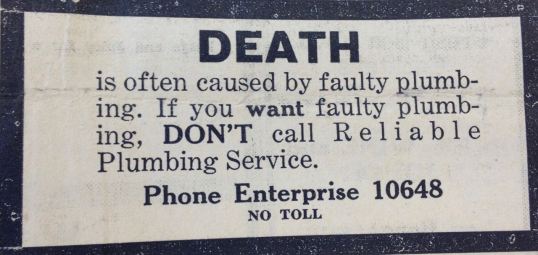 DEATH
is often caused by faulty plumb-
ing. If you want faulty plumb-
ing, DON'T call Reliable
Plumbing Service.
Phone Enterprise 10648
NO TOLL